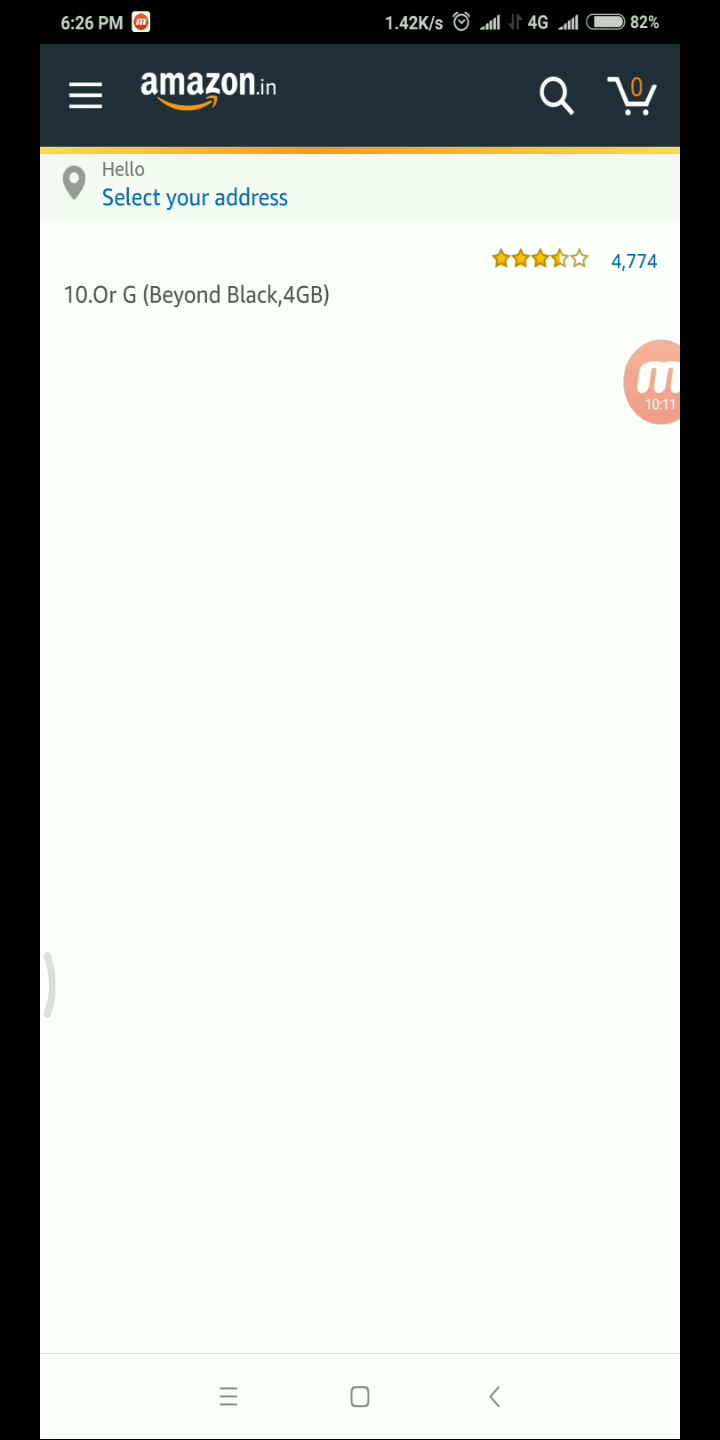 6:26 PM 1.42K/s 4G 82%
amazon.in
0
Hello
Select your address
4,774
10.Or G (Beyond Black,4GB)
m
10:11